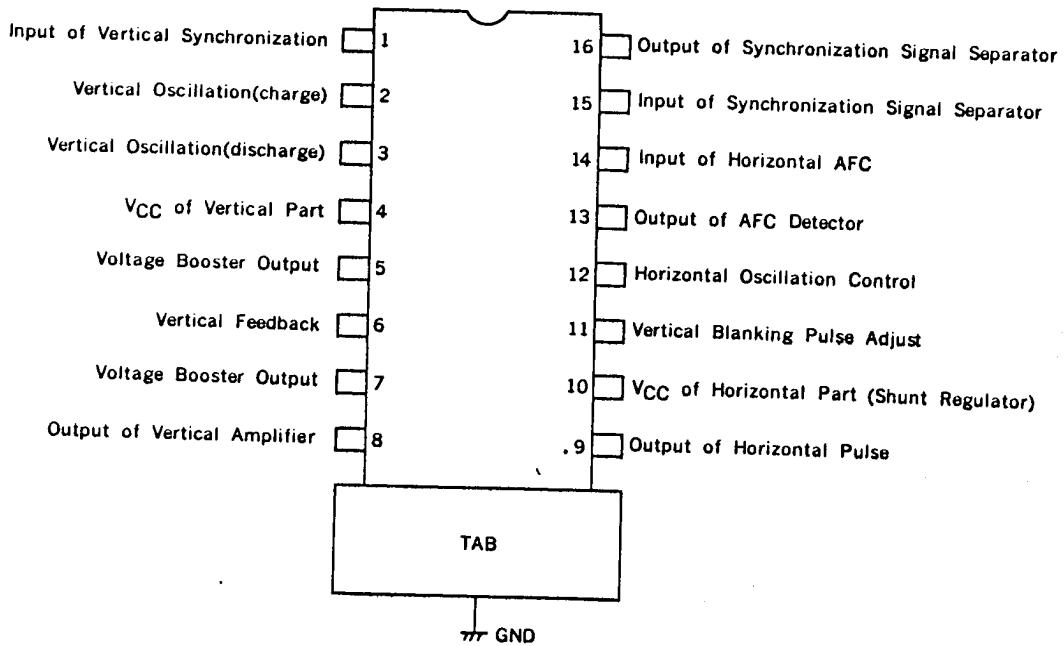 Input of Vertical Synchronization 1
Vertical Oscillation(charge) 2
Vertical Oscillation(discharge) 3
VCC of Vertical Part 4
Voltage Booster Output 5
Vertical Feedback 6
Voltage Booster Output 7
Output of Vertical Amplifier 8
16 Output of Synchronization Signal Separator
15 Input of Synchronization Signal Separator
14 Input of Horizontal AFC
13 Output of AFC Detector
12 Horizontal Oscillation Control
11 Vertical Blanking Pulse Adjust
10 VCC of Horizontal Part (Shunt Regulator)
9 Output of Horizontal Pulse
TAB
GND